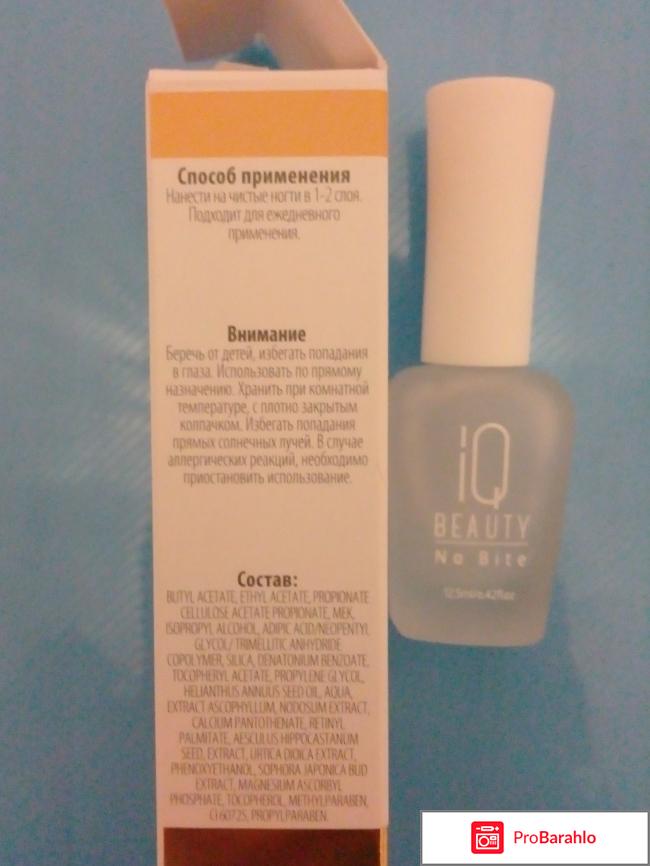 Способ применения
Нанести на чистые ногти в 1-2 слоя.
Подходит для ежедневного
применения.
Внимание
Беречь от детей, избегать попадания
в глаза. Использовать по прямому
назначению. Хранить при комнатной
температуре, с плотно закрытым
колпачком. Избегать попадания
прямых солнечных лучей. В случае
аллергических реакций, необходимо
приостановить использование.
Состав:
BUTYL ACETATE, ETHYL ACETATE, PROPIONATE
CELLULOSE ACETATE PROPIONATE, MEK,
ISOPROPYL ALCOHOL, ADIPIC ACID/NEOPENTYL
GLYCOL/ TRIMELLITIC ANHYDRIDE
COPOLYMER, SILICA, DENATONIUM BENZOATE,
TOCOPHERYL ACETATE, PROPYLENE GLYCOL,
HELIANTHUS ANNUUS SEED OIL, AQUA,
EXTRACT ASCOPHYLLUM, NODOSUM EXTRACT,
CALCIUM PANTOTHENATE, RETINYL
PALMITATE, AESCULUS HIPPOCASTANUM
SEED, EXTRACT, URTICA DIOICA EXTRACT,
PHENOXYETHANOL, SOPHORA JAPONICA BUD
EXTRACT, MAGNESIUM ASCORBYL
PHOSPHATE, TOCOPHEROL, METHYLPARABEN,
CI 60725, PROPYLPARABEN.
iQ
BEAUTY
No Bite
12.5ml/0.42fl.oz
ProBarahlo